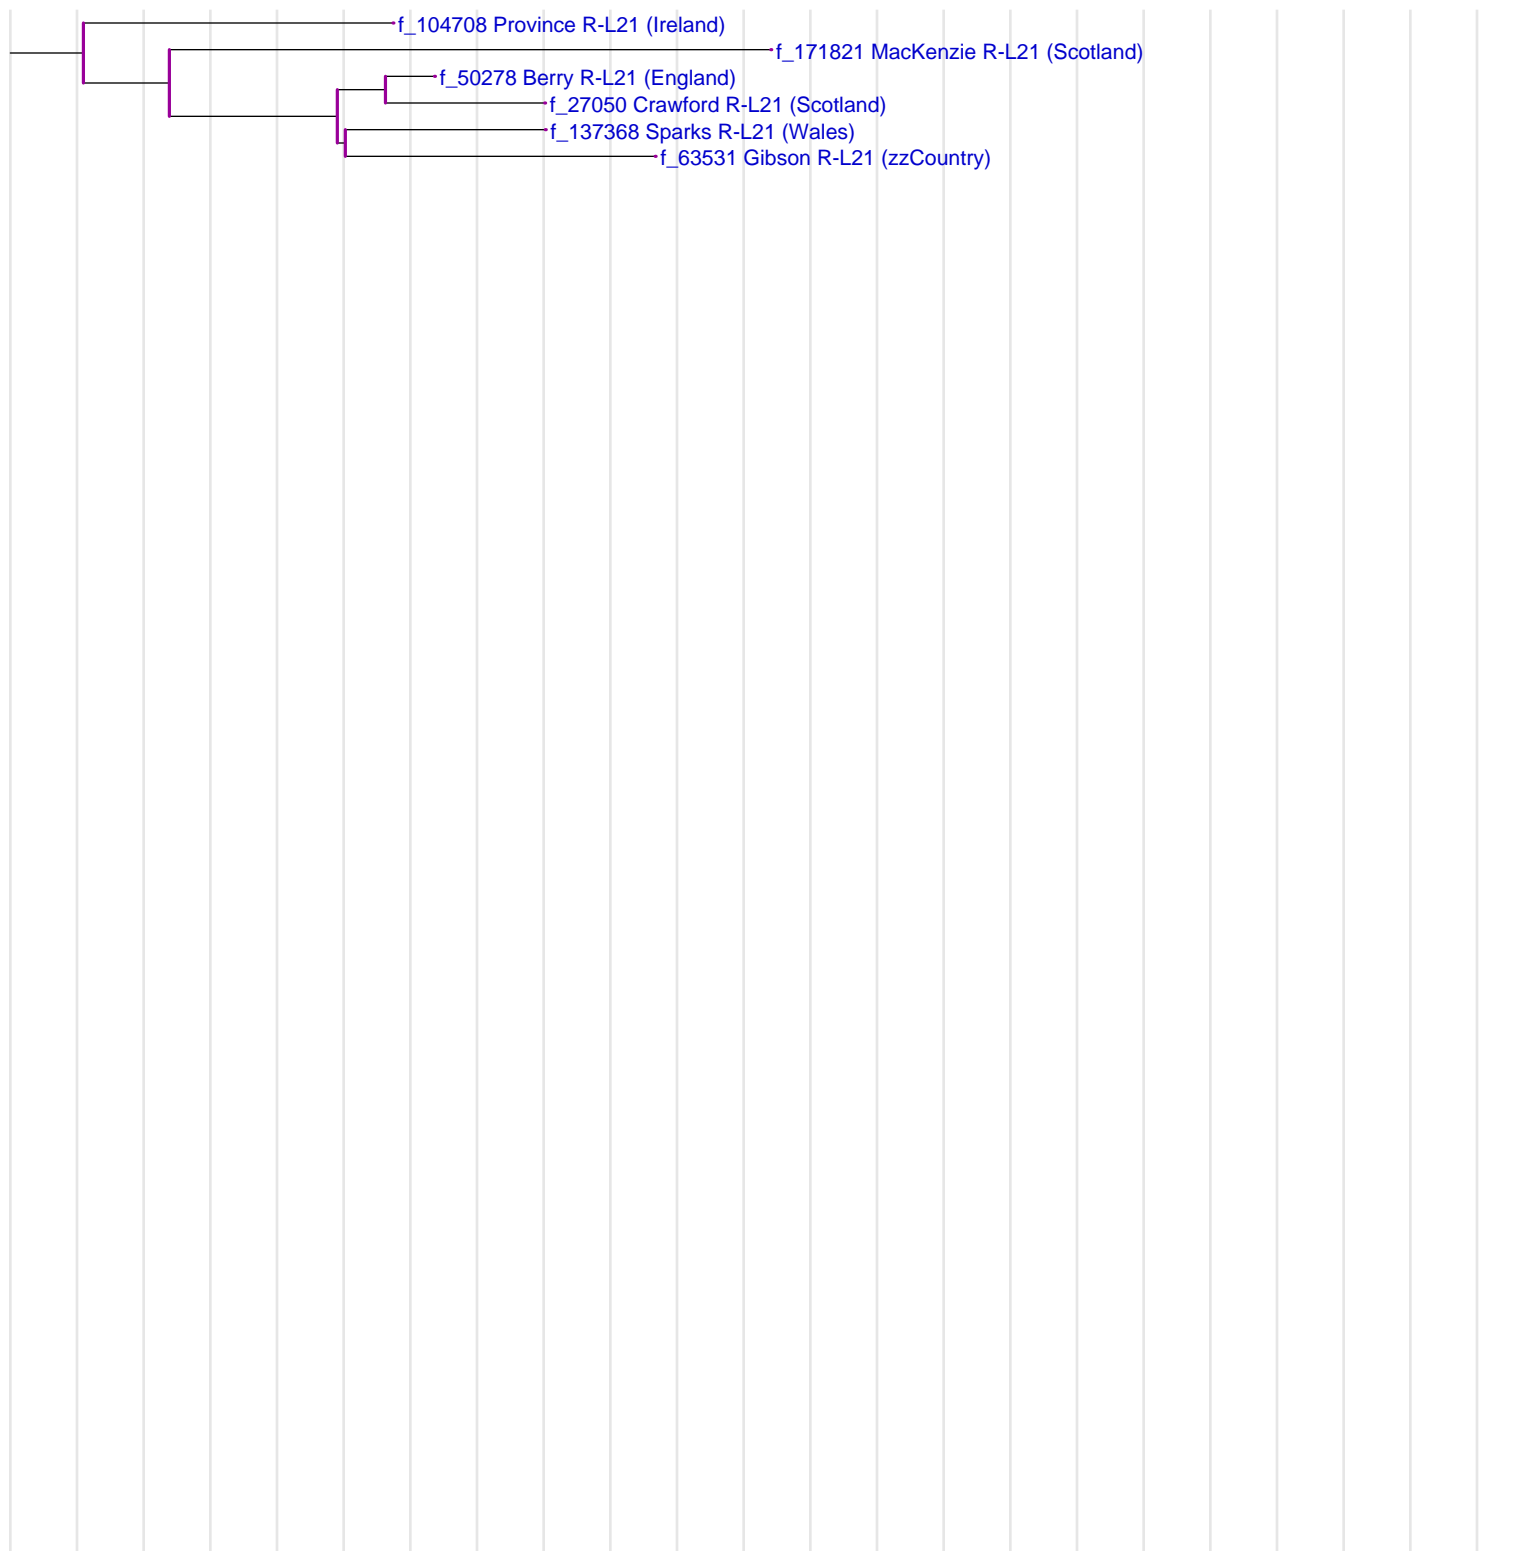 f_104708 Province R-L21 (Ireland)
f_171821 MacKenzie R-L21 (Scotland)
f_50278 Berry R-L21 (England)
f_27050 Crawford R-L21 (Scotland)
f_137368 Sparks R-L21 (Wales)
f_63531 Gibson R-L21 (zzCountry)